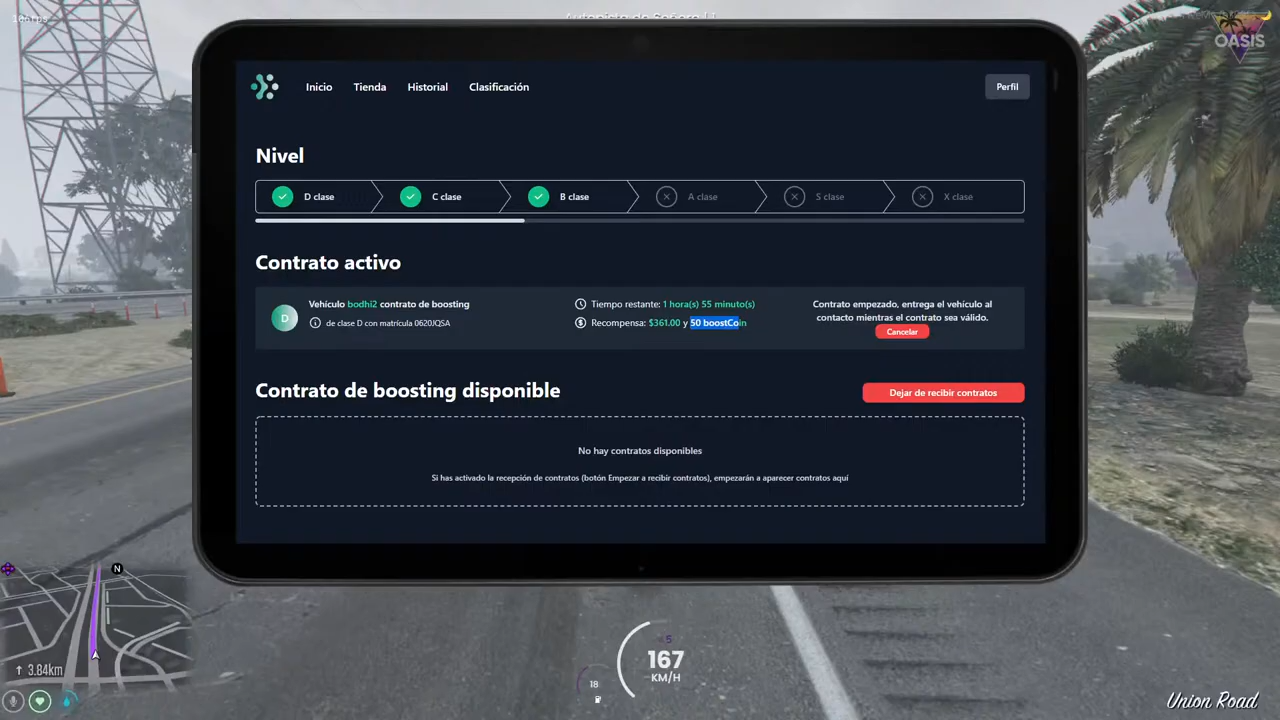 OASIS
Inicio
Tienda
Historial
Clasificación
Perfil
Nivel
D clase
C clase
B clase
A clase
S clase
X clase
Contrato activo
D
Vehículo bodhi2 contrato de boosting
de clase D con matrícula 0620JQSA
Tiempo restante: 1 hora(s) 55 minuto(s)
Recompensa: $361.00 y 50 boostCoin
Contrato empezado, entrega el vehículo al
contacto mientras el contrato sea válido.
Cancelar
Contrato de boosting disponible
Dejar de recibir contratos
No hay contratos disponibles
Si has activado la recepción de contratos (botón Empezar a recibir contratos), empezarán a aparecer contratos aquí
N
3.84km
5
167
KM/H
18
Union Road